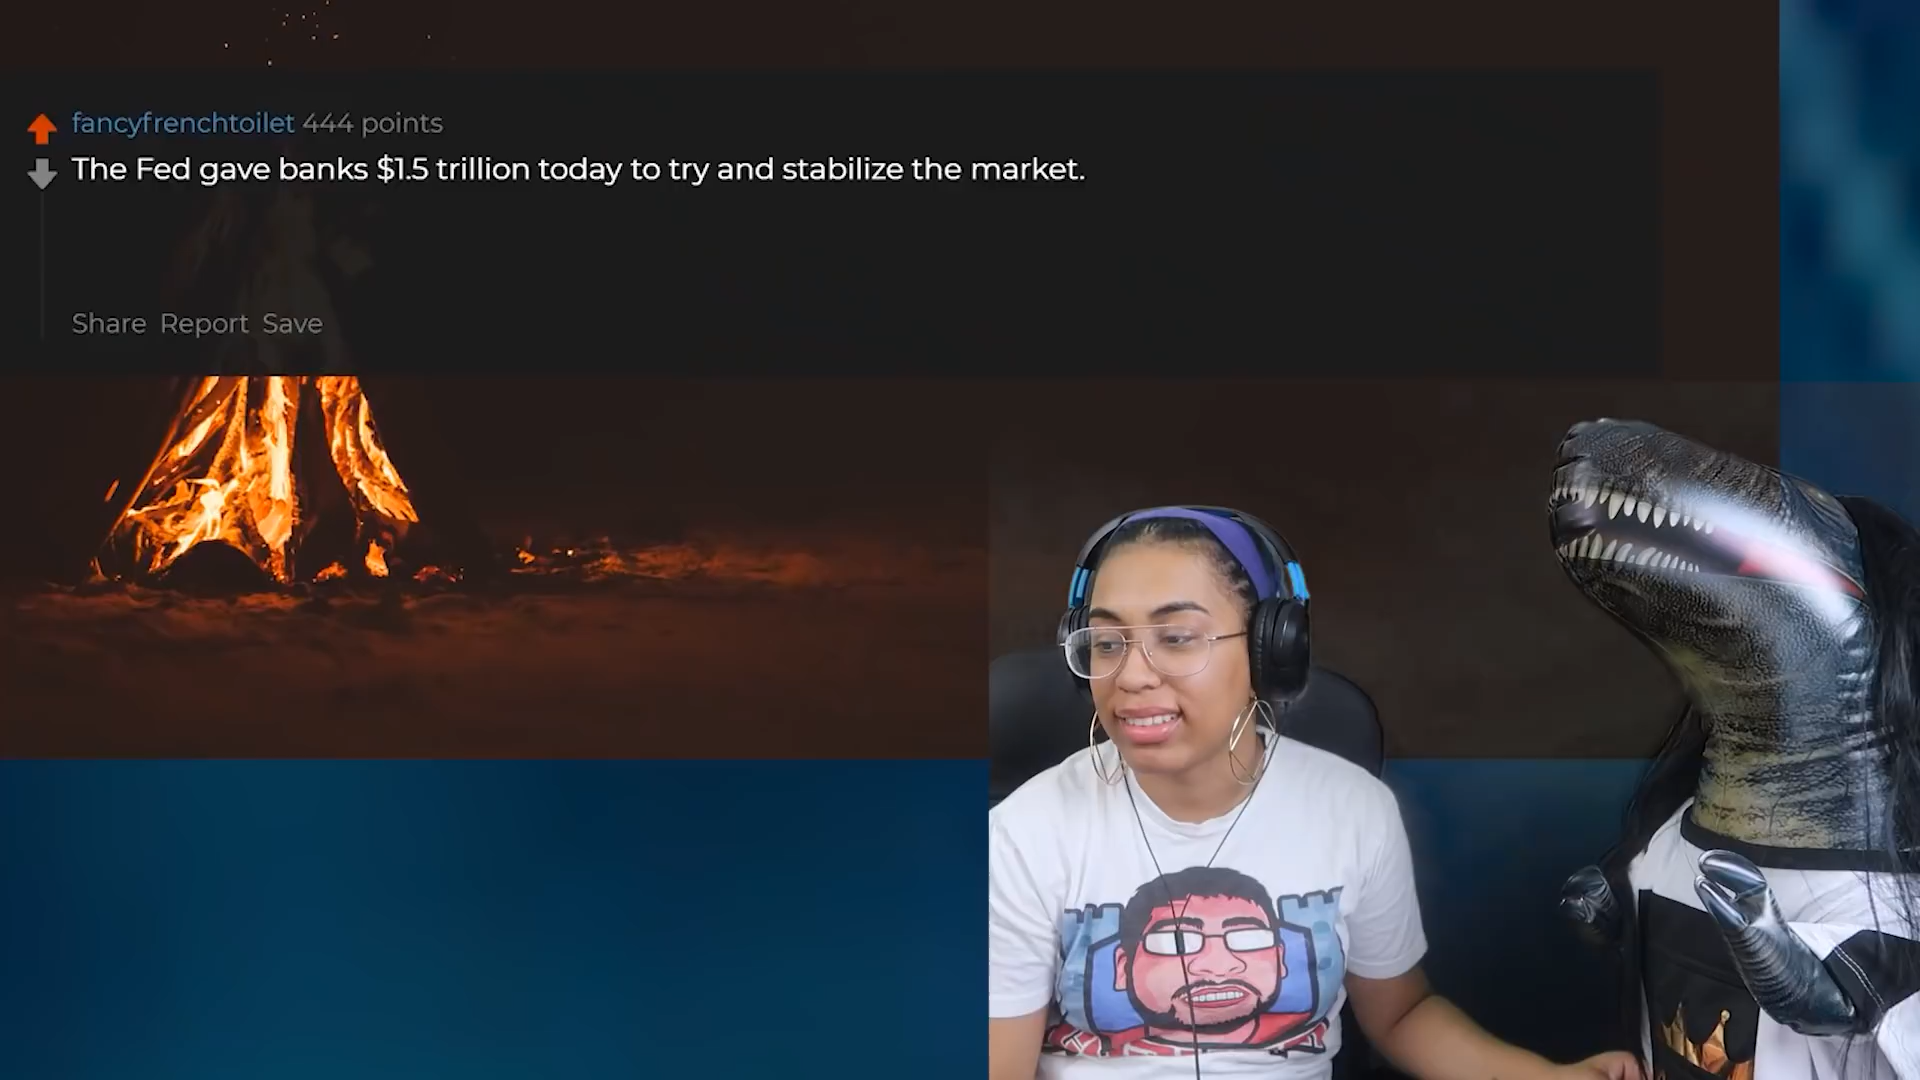 fancyfrenchtoilet 444 points
The Fed gave banks $1.5 trillion today to try and stabilize the market.
Share Report Save